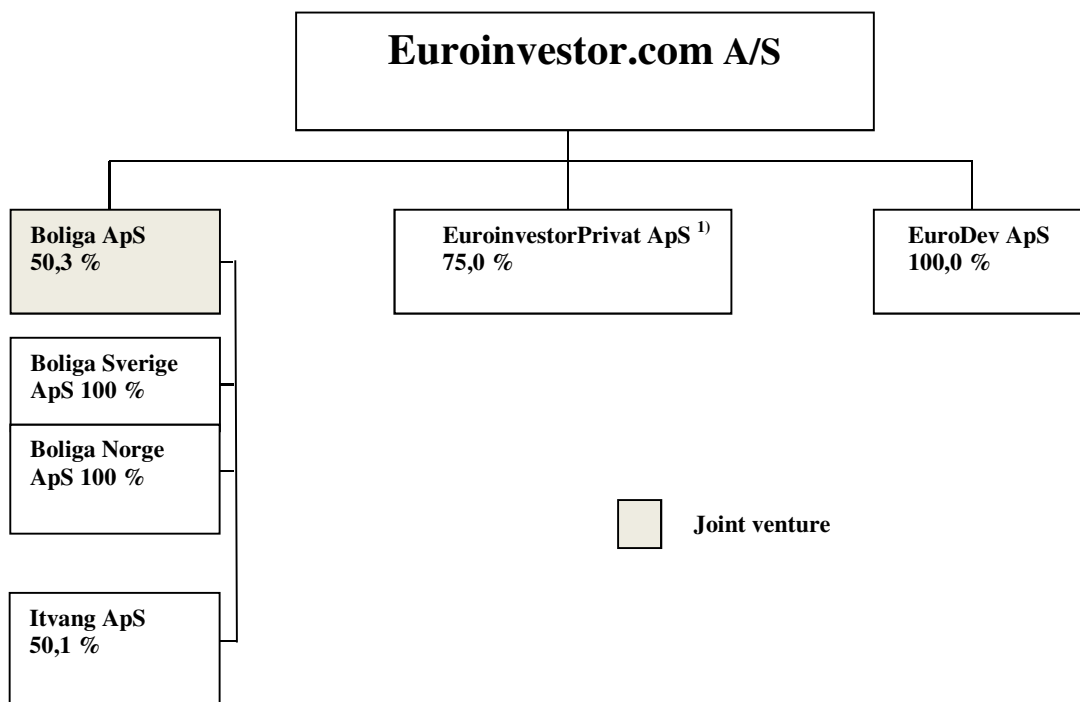 Euroinvestor.com A/S
Boliga ApS
50,3 %
EuroinvestorPrivat ApS 1)
75,0 %
EuroDev ApS
100,0 %
Boliga Sverige
ApS 100 %
Boliga Norge
ApS 100 %
Joint venture
Itvang ApS
50,1 %